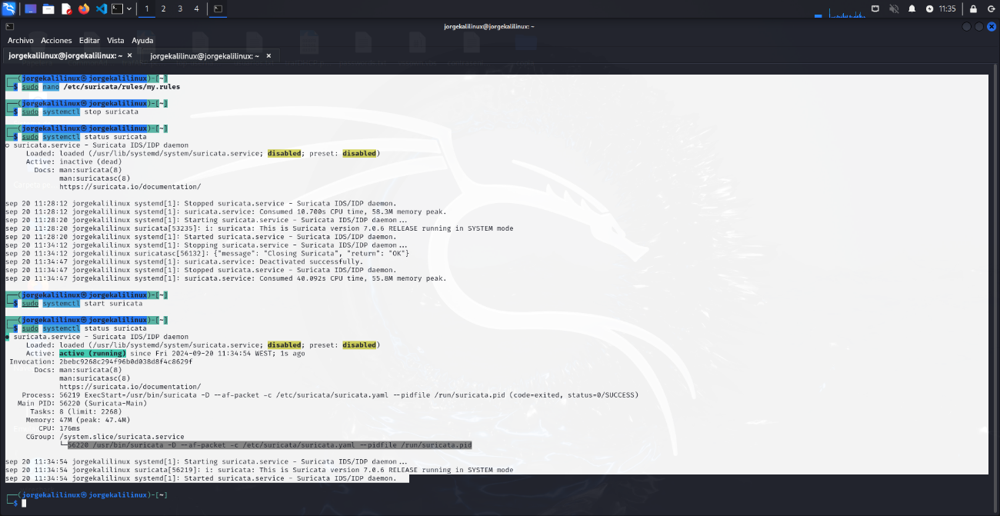 1 2 3 4
11:35
jorgekalilinux@jorgekalilinux: ~
Archivo Acciones Editar Vista Ayuda
jorgekalilinux@jorgekalilinux: ~ × jorgekalilinux@jorgekalilinux: ~ ×
┌──(jorgekalilinux㉿jorgekalilinux)-[~]
└─$ sudo nano /etc/suricata/rules/my.rules
┌──(jorgekalilinux㉿jorgekalilinux)-[~]
└─$ sudo systemctl stop suricata
┌──(jorgekalilinux㉿jorgekalilinux)-[~]
└─$ sudo systemctl status suricata
○ suricata.service - Suricata IDS/IDP daemon
Loaded: loaded (/usr/lib/systemd/system/suricata.service; disabled; preset: disabled)
Active: inactive (dead)
Docs: man:suricata(8)
man:suricatasc(8)
https://suricata.io/documentation/
sep 20 11:28:12 jorgekalilinux systemd[1]: Stopped suricata.service - Suricata IDS/IDP daemon.
sep 20 11:28:12 jorgekalilinux systemd[1]: suricata.service: Consumed 10.700s CPU time, 58.3M memory peak.
sep 20 11:28:20 jorgekalilinux systemd[1]: Starting suricata.service - Suricata IDS/IDP daemon...
sep 20 11:28:20 jorgekalilinux suricata[53235]: i: suricata: This is Suricata version 7.0.6 RELEASE running in SYSTEM mode
sep 20 11:28:20 jorgekalilinux systemd[1]: Started suricata.service - Suricata IDS/IDP daemon.
sep 20 11:34:12 jorgekalilinux systemd[1]: Stopping suricata.service - Suricata IDS/IDP daemon...
sep 20 11:34:12 jorgekalilinux suricatasc[56132]: {"message": "Closing Suricata", "return": "OK"}
sep 20 11:34:47 jorgekalilinux systemd[1]: suricata.service: Deactivated successfully.
sep 20 11:34:47 jorgekalilinux systemd[1]: Stopped suricata.service - Suricata IDS/IDP daemon.
sep 20 11:34:47 jorgekalilinux systemd[1]: suricata.service: Consumed 40.092s CPU time, 55.8M memory peak.
┌──(jorgekalilinux㉿jorgekalilinux)-[~]
└─$ sudo systemctl start suricata
┌──(jorgekalilinux㉿jorgekalilinux)-[~]
└─$ sudo systemctl status suricata
● suricata.service - Suricata IDS/IDP daemon
Loaded: loaded (/usr/lib/systemd/system/suricata.service; disabled; preset: disabled)
Active: active (running) since Fri 2024-09-20 11:34:54 WEST; 1s ago
Invocation: 2bebc9268c294f96b0d038d8f4c8629f
Docs: man:suricata(8)
man:suricatasc(8)
https://suricata.io/documentation/
Process: 56219 ExecStart=/usr/bin/suricata -D --af-packet -c /etc/suricata/suricata.yaml --pidfile /run/suricata.pid (code=exited, status=0/SUCCESS)
Main PID: 56220 (Suricata-Main)
Tasks: 8 (limit: 2268)
Memory: 47M (peak: 47.4M)
CPU: 176ms
CGroup: /system.slice/suricata.service
└─56220 /usr/bin/suricata -D --af-packet -c /etc/suricata/suricata.yaml --pidfile /run/suricata.pid
sep 20 11:34:54 jorgekalilinux systemd[1]: Starting suricata.service - Suricata IDS/IDP daemon...
sep 20 11:34:54 jorgekalilinux suricata[56219]: i: suricata: This is Suricata version 7.0.6 RELEASE running in SYSTEM mode
sep 20 11:34:54 jorgekalilinux systemd[1]: Started suricata.service - Suricata IDS/IDP daemon.
┌──(jorgekalilinux㉿jorgekalilinux)-[~]
└─$